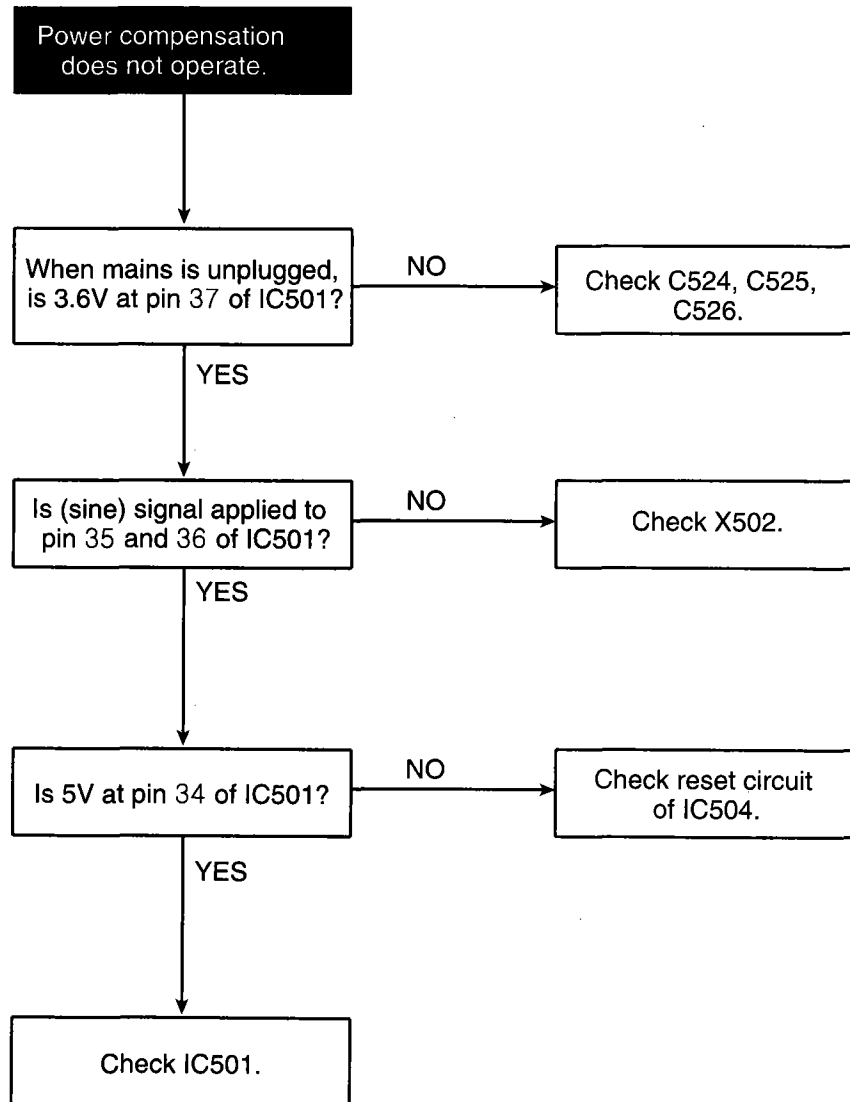 Power compensation
does not operate.
When mains is unplugged,
is 3.6V at pin 37 of IC501?
NO
Check C524, C525,
C526.
YES
Is (sine) signal applied to
pin 35 and 36 of IC501?
NO
Check X502.
YES
Is 5V at pin 34 of IC501?
NO
Check reset circuit
of IC504.
YES
Check IC501.